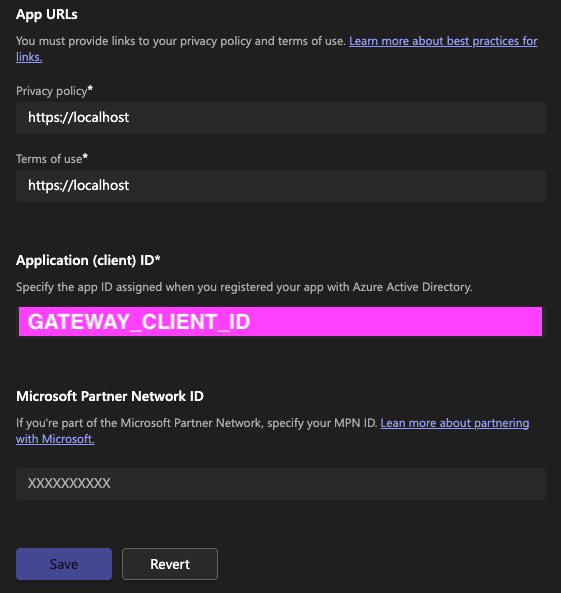 App URLs
You must provide links to your privacy policy and terms of use. Learn more about best practices for
links.
Privacy policy*
https://localhost
Terms of use*
https://localhost
Application (client) ID*
Specify the app ID assigned when you registered your app with Azure Active Directory.
GATEWAY_CLIENT_ID
Microsoft Partner Network ID
If you're part of the Microsoft Partner Network, specify your MPN ID. Lean more about partnering
with Microsoft.
XXXXXXXXXX
Save
Revert